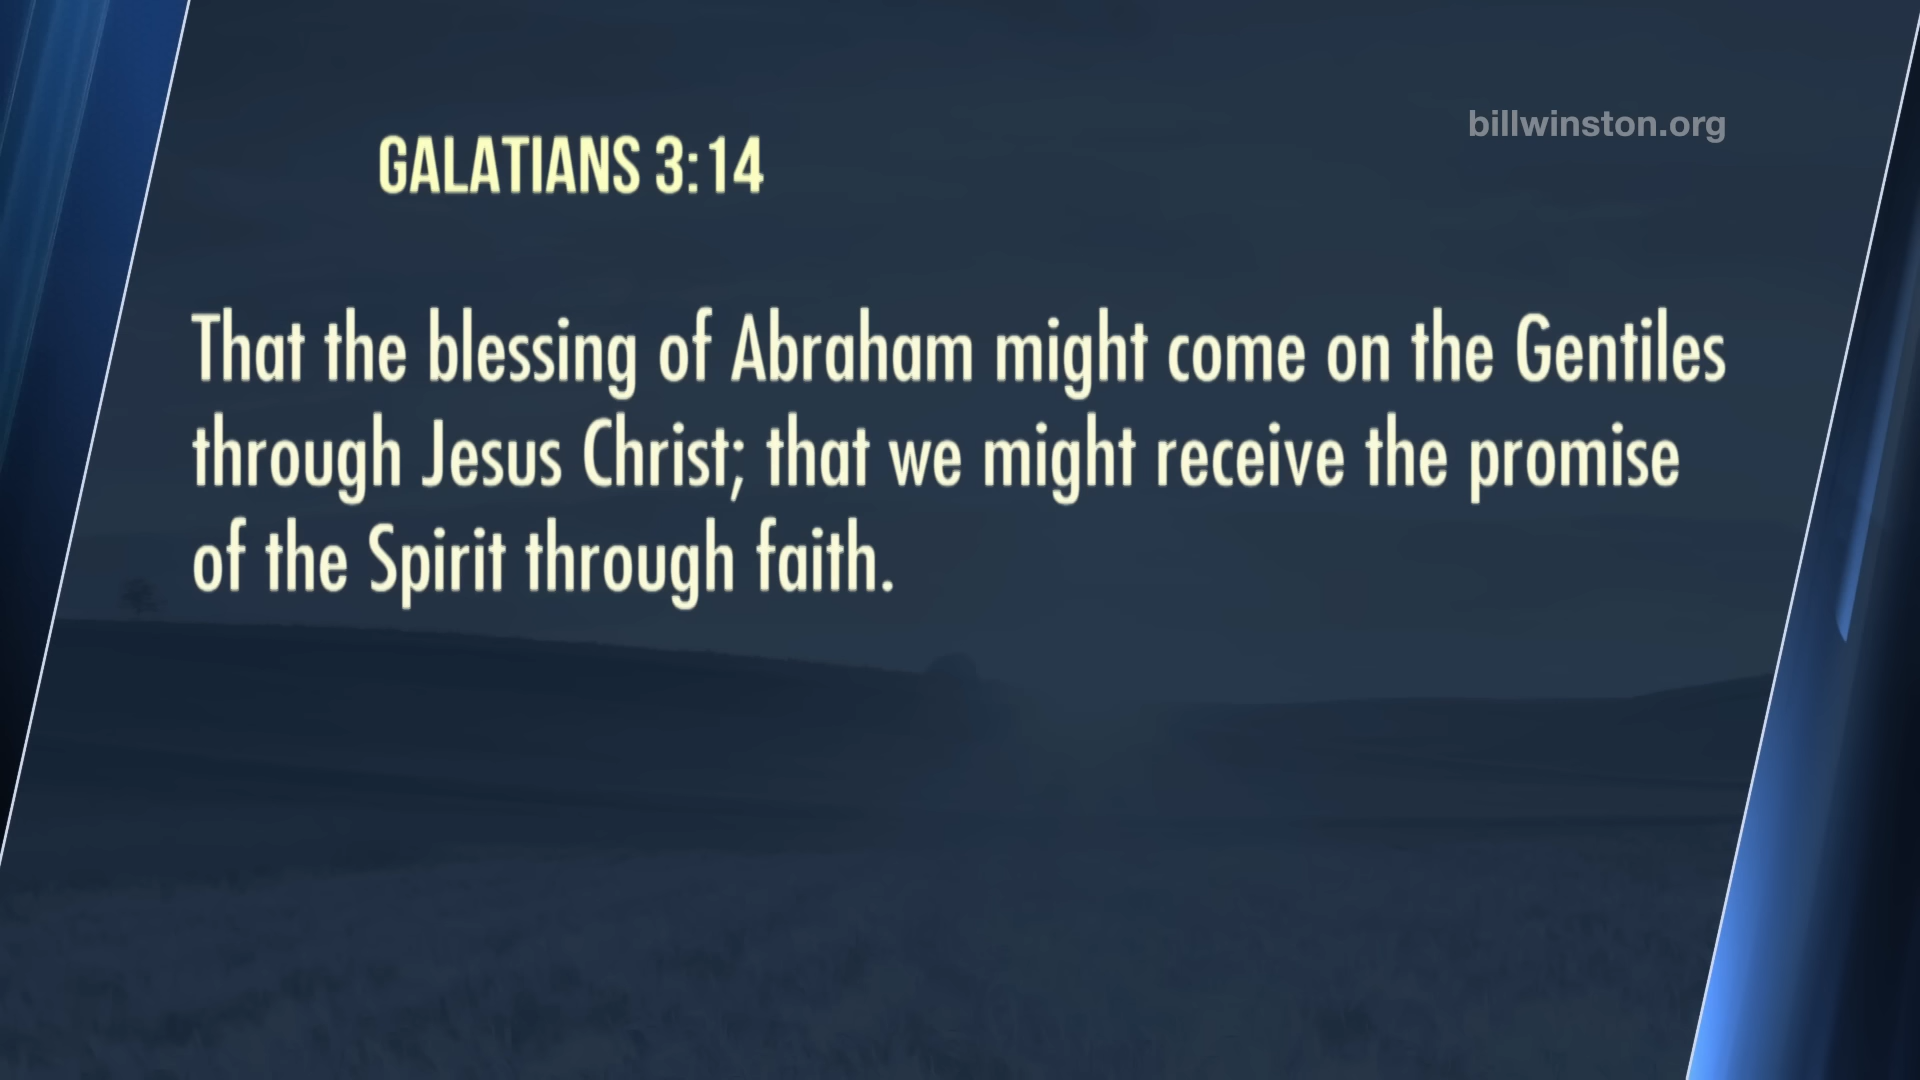 billwinston.org
GALATIANS 3:14
That the blessing of Abraham might come on the Gentiles
through Jesus Christ; that we might receive the promise
of the Spirit through faith.